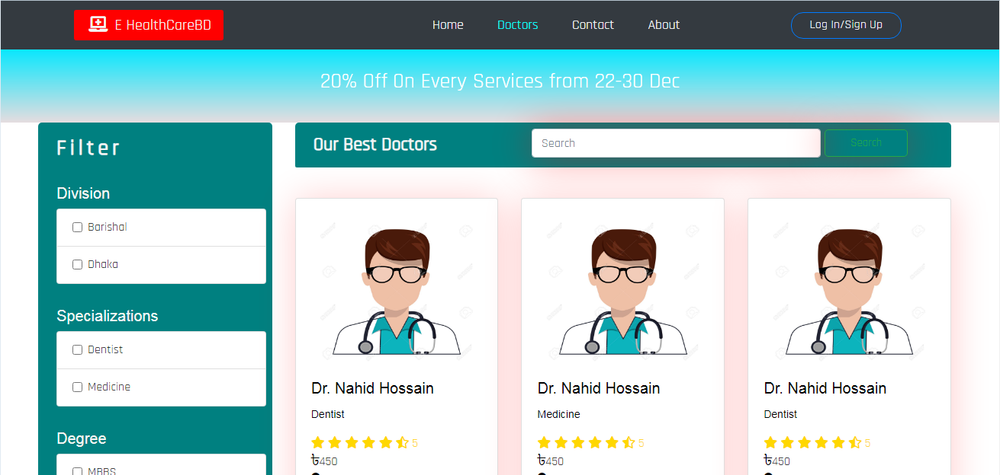 E HealthCareBD
Home
Doctors
Contact
About
Log In/Sign Up
20% Off On Every Services from 22-30 Dec
Filter
Division
Barishal
Dhaka
Specializations
Dentist
Medicine
Degree
MBBS
Our Best Doctors
Search
Search
Dr. Nahid Hossain
Dentist
5
৳450
Dr. Nahid Hossain
Medicine
5
৳450
Dr. Nahid Hossain
Dentist
5
৳450